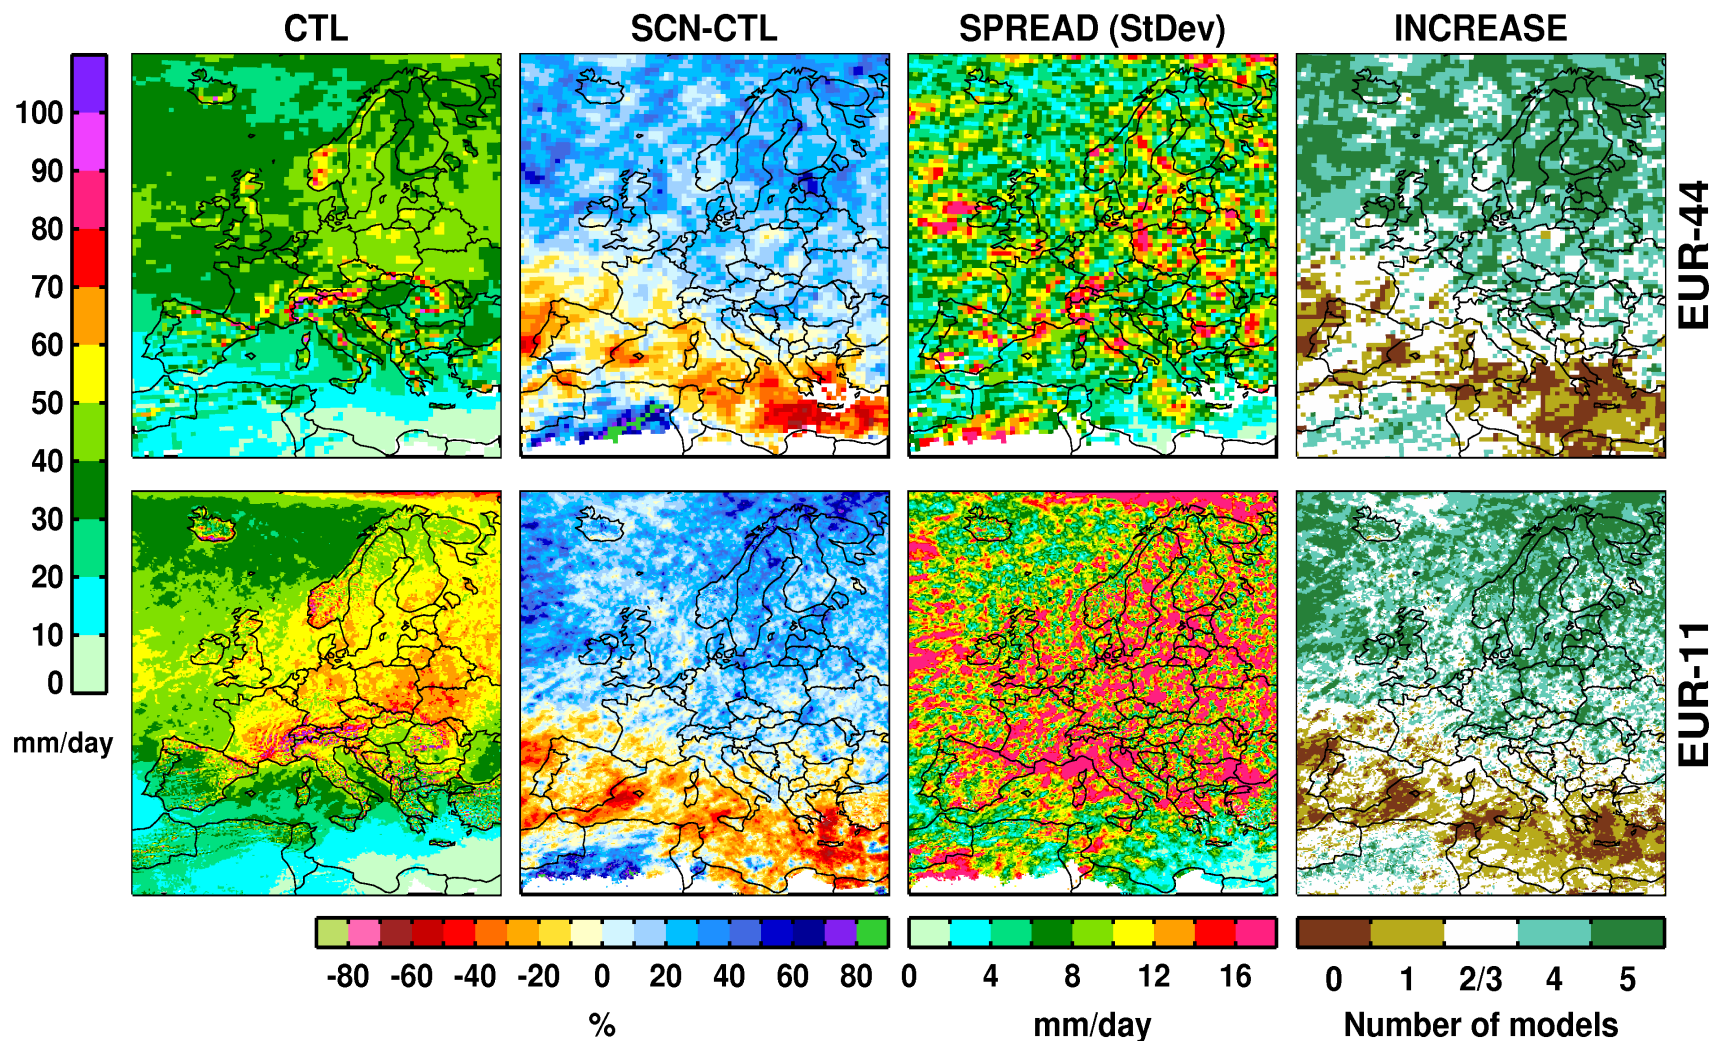 CTL
SCN-CTL
SPREAD (StDev)
INCREASE
100
90
80
70
60
50
40
30
20
10
0
mm/day
EUR-44
EUR-11
-80 -60 -40 -20 0 20 40 60 80
%
0 4 8 12 16
mm/day
0 1 2/3 4 5
Number of models